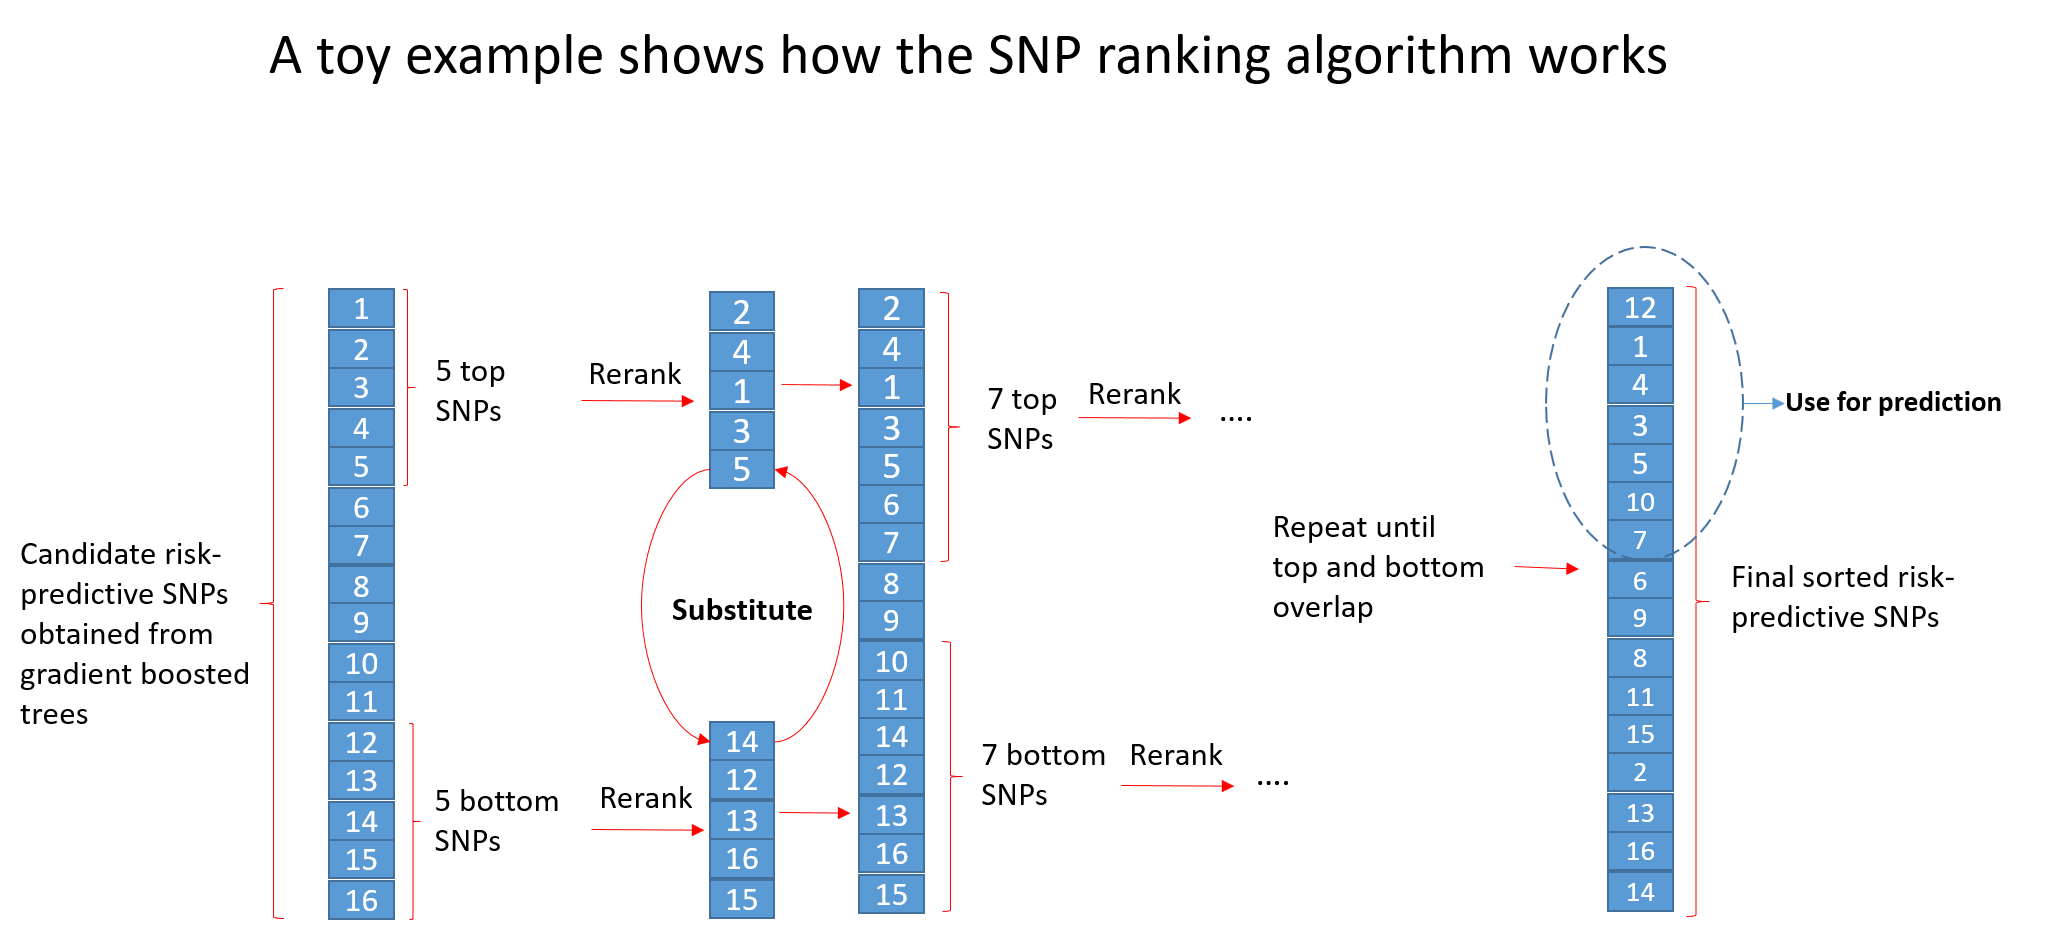 A toy example shows how the SNP ranking algorithm works
Candidate risk-
predictive SNPs
obtained from
gradient boosted
trees
1
2
3
4
5
6
7
8
9
10
11
12
13
14
15
16
5 top
SNPs
5 bottom
SNPs
Rerank
Rerank
2
4
1
3
5
Substitute
14
12
13
16
15
2
4
1
3
5
6
7
8
9
10
11
14
12
13
16
15
7 top
SNPs
Rerank
....
7 bottom
SNPs
Rerank
....
Repeat until
top and bottom
overlap
12
1
4
3
5
10
7
6
9
8
11
15
2
13
16
14
Use for prediction
Final sorted risk-
predictive SNPs